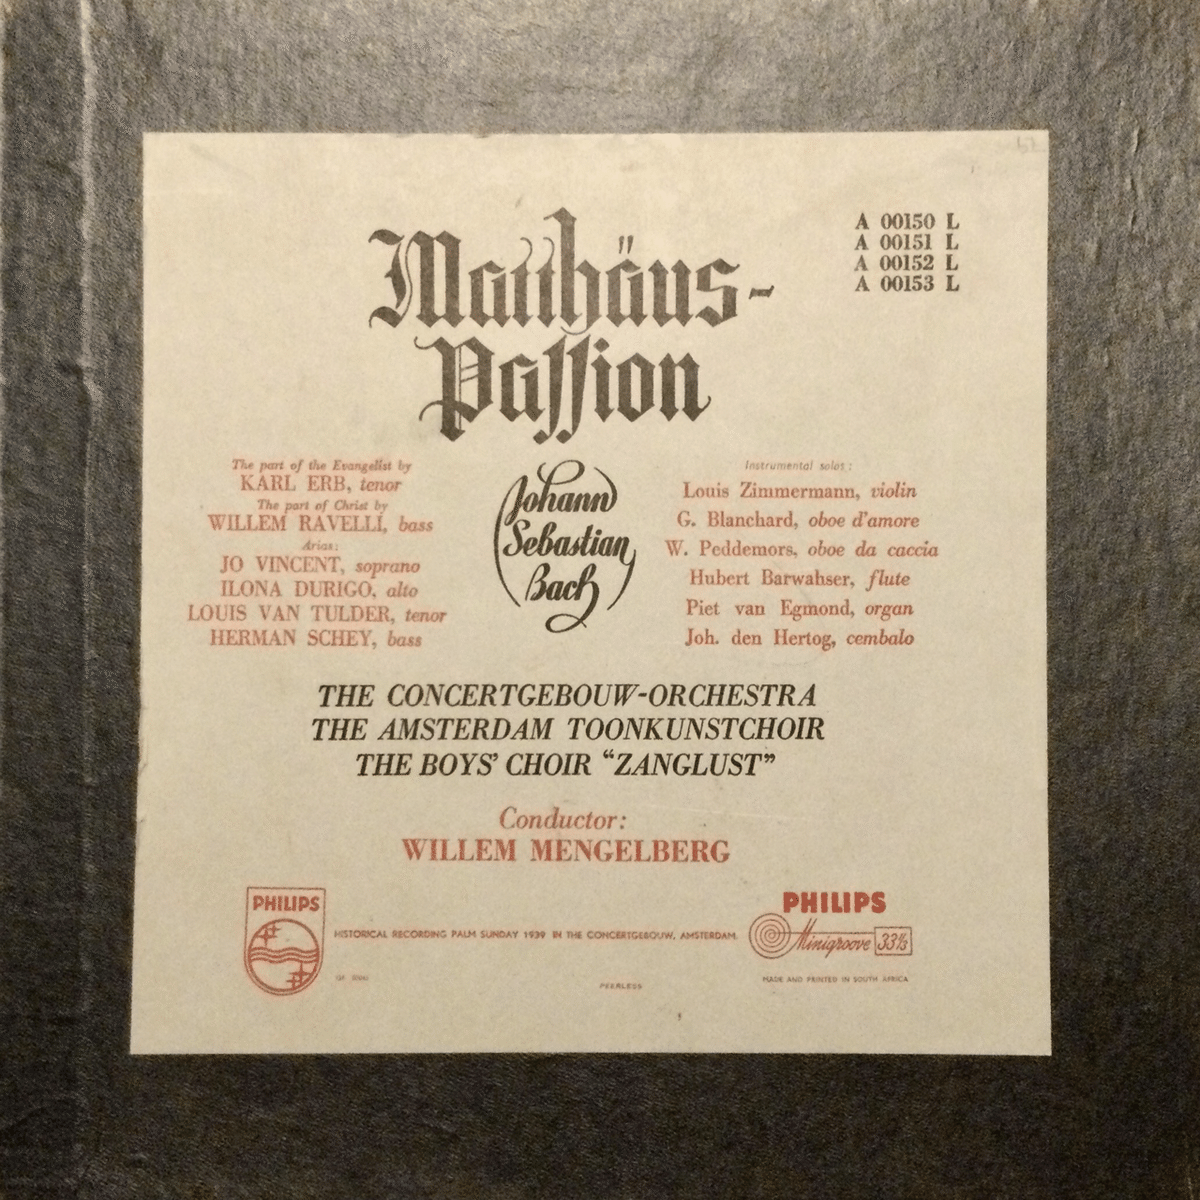 A 00150 L
A 00151 L
A 00152 L
A 00153 L
Matthäus-
Passion
The part of the Evangelist by
KARL ERB, tenor
The part of Christ by
WILLEM RAVELLI, bass
Arias:
JO VINCENT, soprano
ILONA DURIGO, alto
LOUIS VAN TULDER, tenor
HERMAN SCHEY, bass
(Johann
Sebastian
Bach)
Instrumental solos:
Louis Zimmermann, violin
G. Blanchard, oboe d'amore
W. Peddemors, oboe da caccia
Hubert Barwahser, flute
Piet van Egmond, organ
Joh. den Hertog, cembalo
THE CONCERTGEBOUW-ORCHESTRA
THE AMSTERDAM TOONKUNSTCHOIR
THE BOYS' CHOIR “ZANGLUST”
Conductor:
WILLEM MENGELBERG
PHILIPS
HISTORICAL RECORDING PALM SUNDAY 1939 IN THE CONCERTGEBOUW, AMSTERDAM.
PHILIPS
Minigroove 33⅓
PEERLESS
MADE AND PRINTED IN SOUTH AFRICA